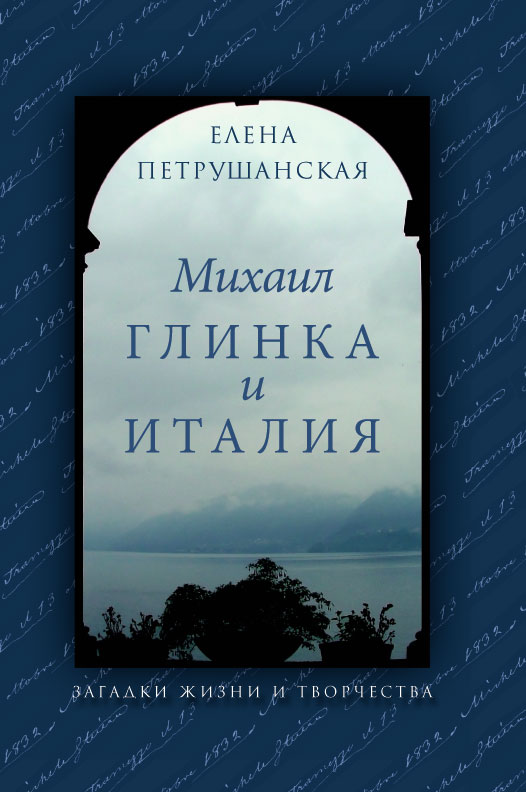 ЕЛЕНА
ПЕТРУШАНСКАЯ
Михаил
ГЛИНКА
и
ИТАЛИЯ
ЗАГАДКИ ЖИЗНИ И ТВОРЧЕСТВА